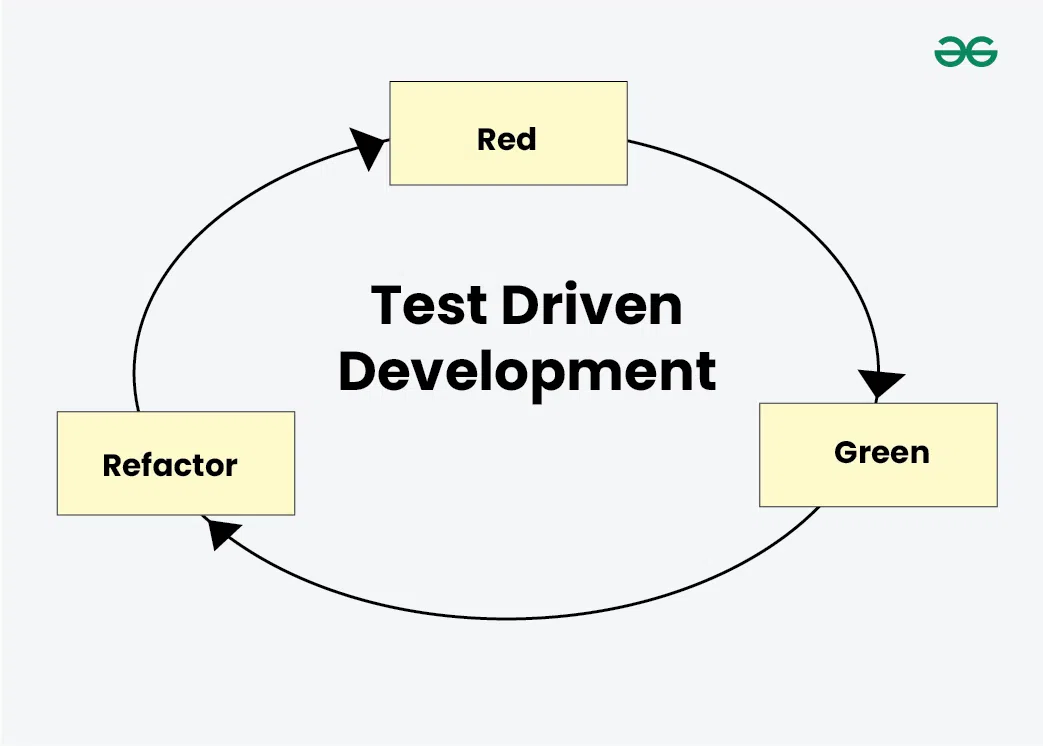 Red
Test Driven
Development
Refactor
Green